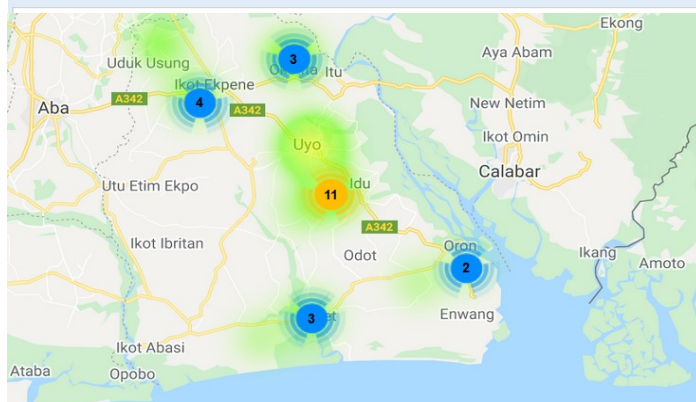 Ekong
3
Aya Abam
Uduk Usung
Itu
Ikot Ekpene
4
A342
Aba
A342
New Netim
Ikot Omin
Uyo
Calabar
Utu Etim Ekpo
Idu
11
A342
Ikot Ibritan
Odot
Oron
Ikang
Amoto
2
3
Enwang
Ikot Abasi
Ataba
Opobo